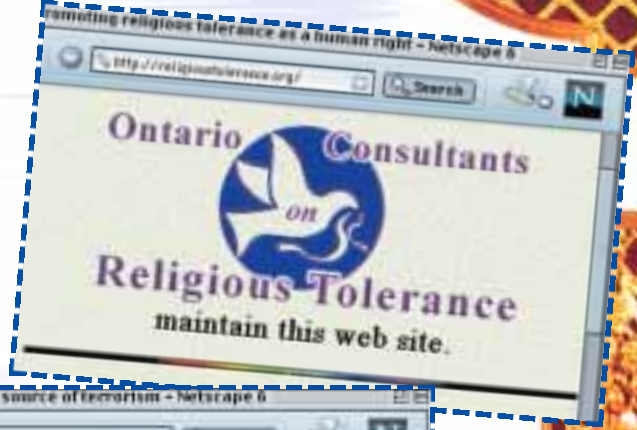 promoting religious tolerance as a human right - Netscape 6
http://religioustolerance.org/
Search
N
Ontario Consultants
on
Religious Tolerance
maintain this web site.
source of terrorism - Netscape 6